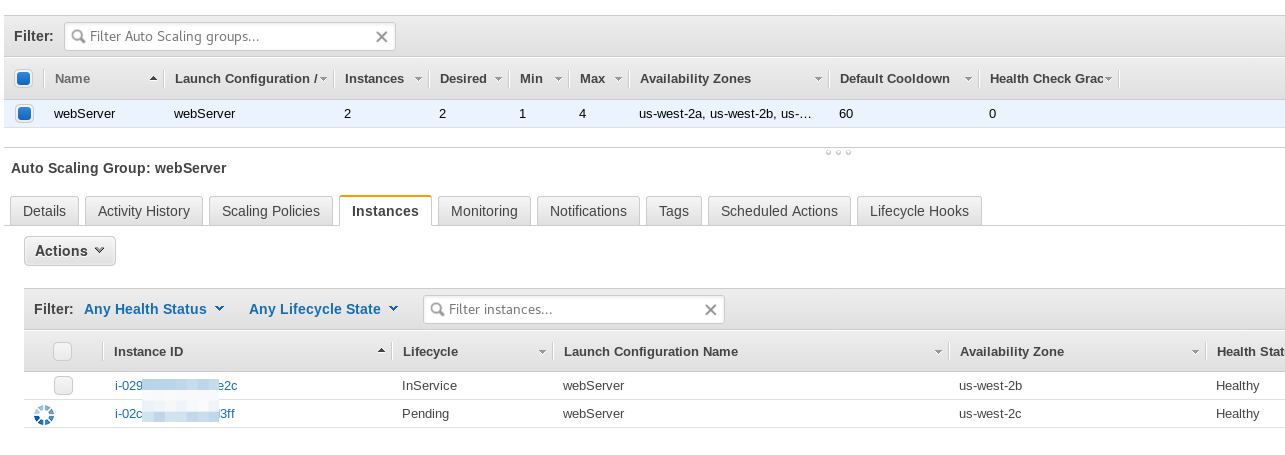 Filter: Filter Auto Scaling groups...
Name Launch Configuration / Instances Desired Min Max Availability Zones Default Cooldown Health Check Grac
webServer webServer 2 2 1 4 us-west-2a, us-west-2b, us-... 60 0
Auto Scaling Group: webServer
Details Activity History Scaling Policies Instances Monitoring Notifications Tags Scheduled Actions Lifecycle Hooks
Actions
Filter: Any Health Status Any Lifecycle State Filter instances...
Instance ID Lifecycle Launch Configuration Name Availability Zone Health Stat
i-029 e2c InService webServer us-west-2b Healthy
i-02c 3ff Pending webServer us-west-2c Healthy